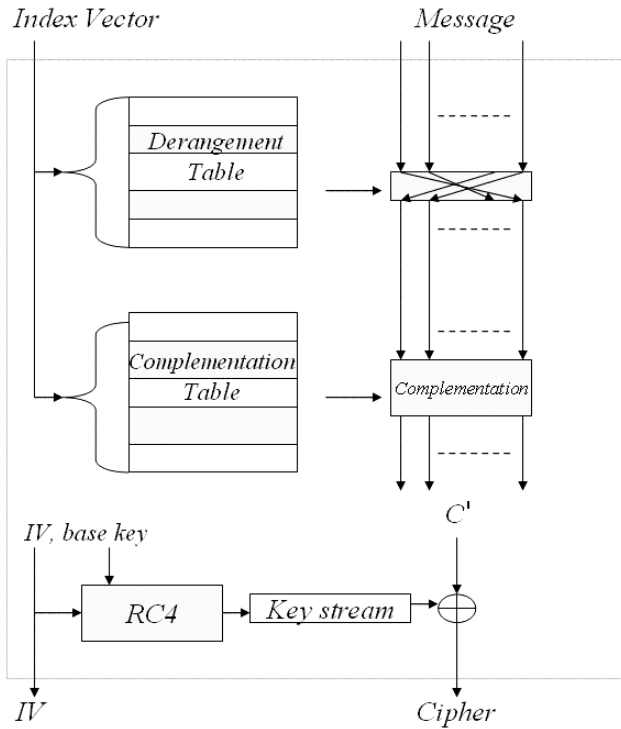 Index Vector
Message
Derangement
Table
Complementation
Table
Complementation
C'
IV, base key
RC4
Key stream
IV
Cipher